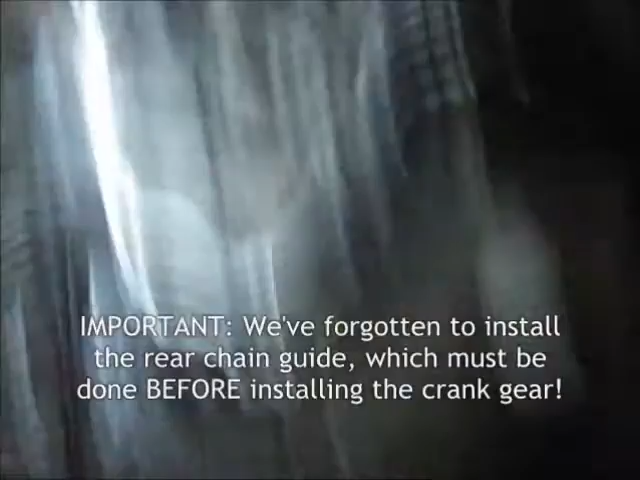 IMPORTANT: We've forgotten to install
the rear chain guide, which must be
done BEFORE installing the crank gear!